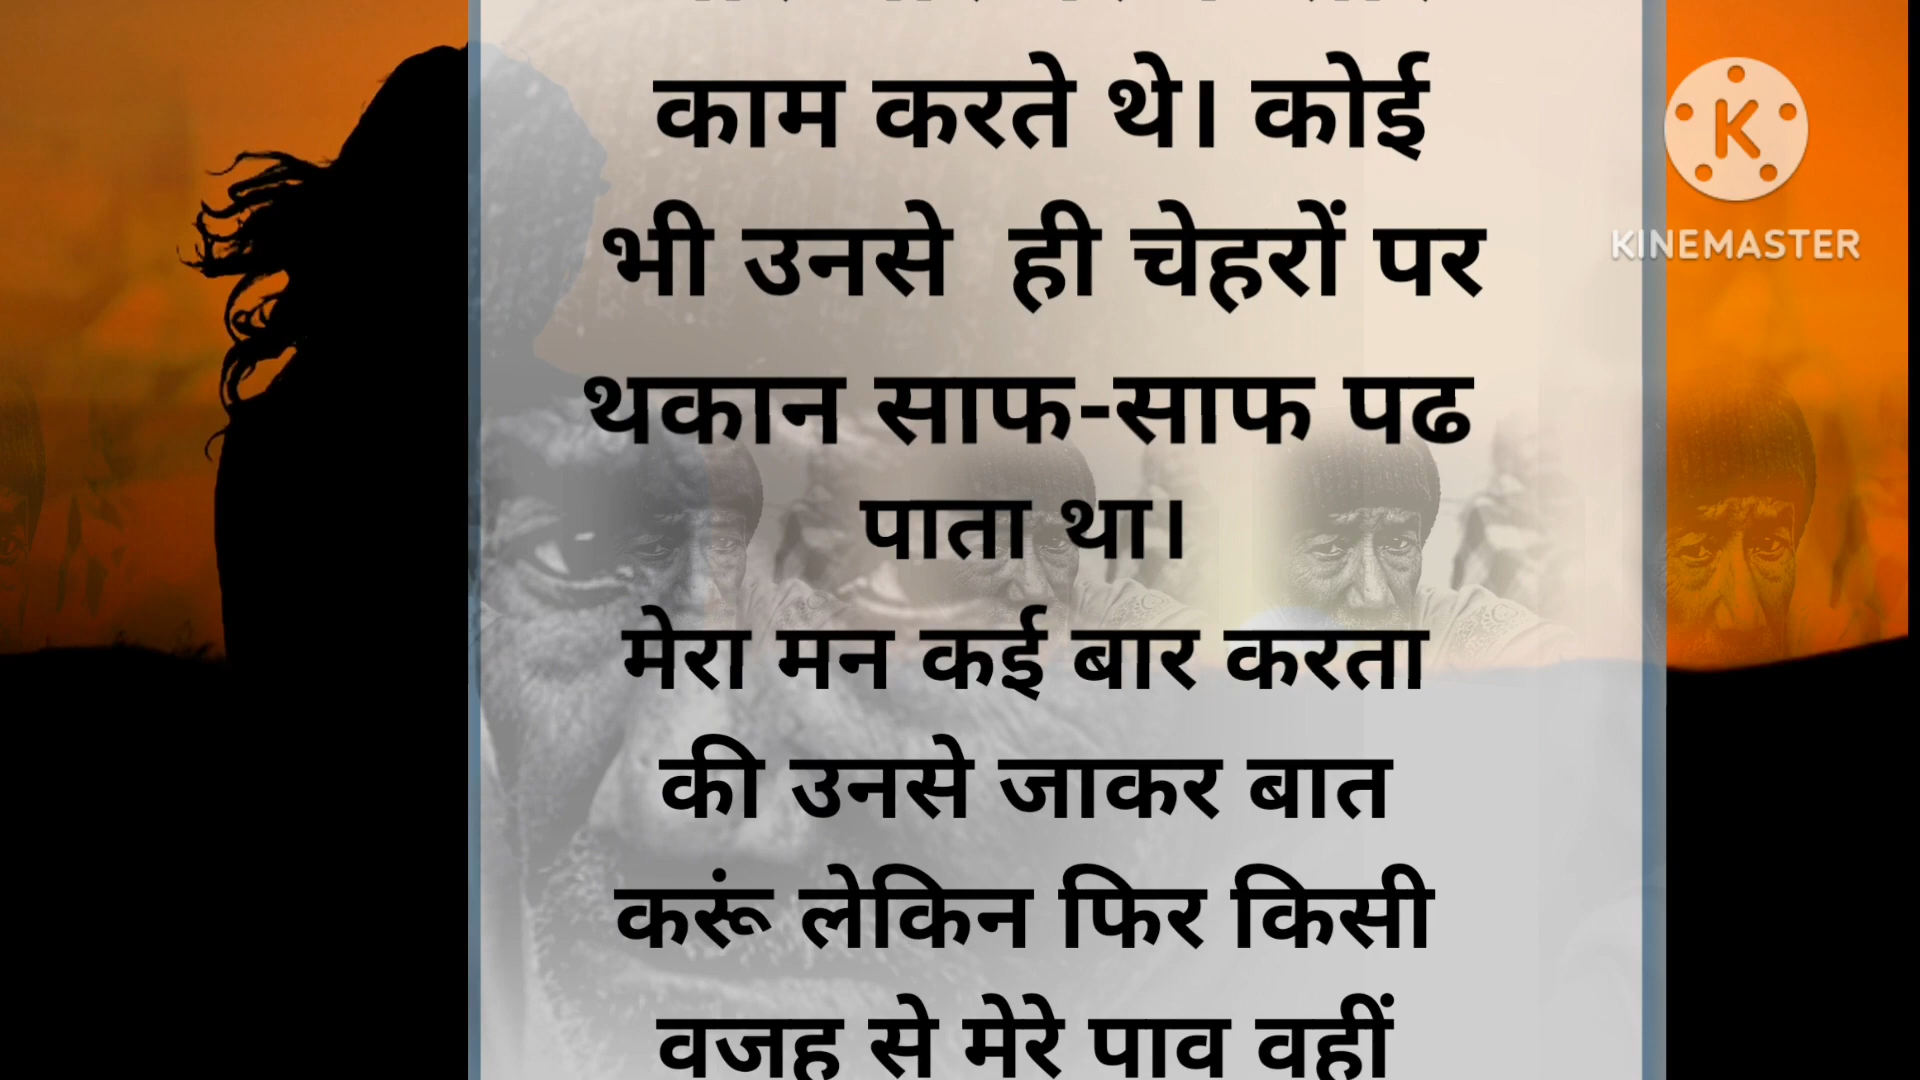 काम करते थे। कोई
भी उनसे ही चेहरों पर
थकान साफ-साफ पढ
पाता था।
मेरा मन कई बार करता
की उनसे जाकर बात
करूं लेकिन फिर किसी
वजह से मेरे पाव वहीं
K
KINEMASTER